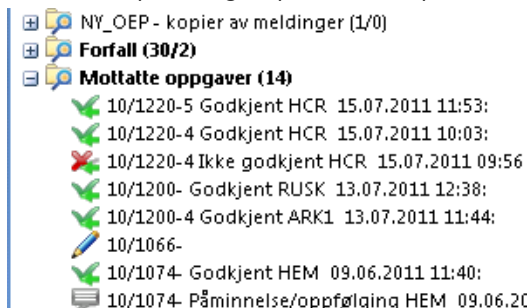 NY_OEP - kopier av meldinger (1/0)
Forfall (30/2)
Mottatte oppgaver (14)
10/1220-5 Godkjent HCR 15.07.2011 11:53:
10/1220-4 Godkjent HCR 15.07.2011 10:03:
10/1220-4 Ikke godkjent HCR 15.07.2011 09:56
10/1200- Godkjent RUSK 13.07.2011 12:38:
10/1200-4 Godkjent ARK1 13.07.2011 11:44:
10/1066-
10/1074- Godkjent HEM 09.06.2011 11:40:
10/1074- Påminnelse/oppfølging HEM 09.06.20